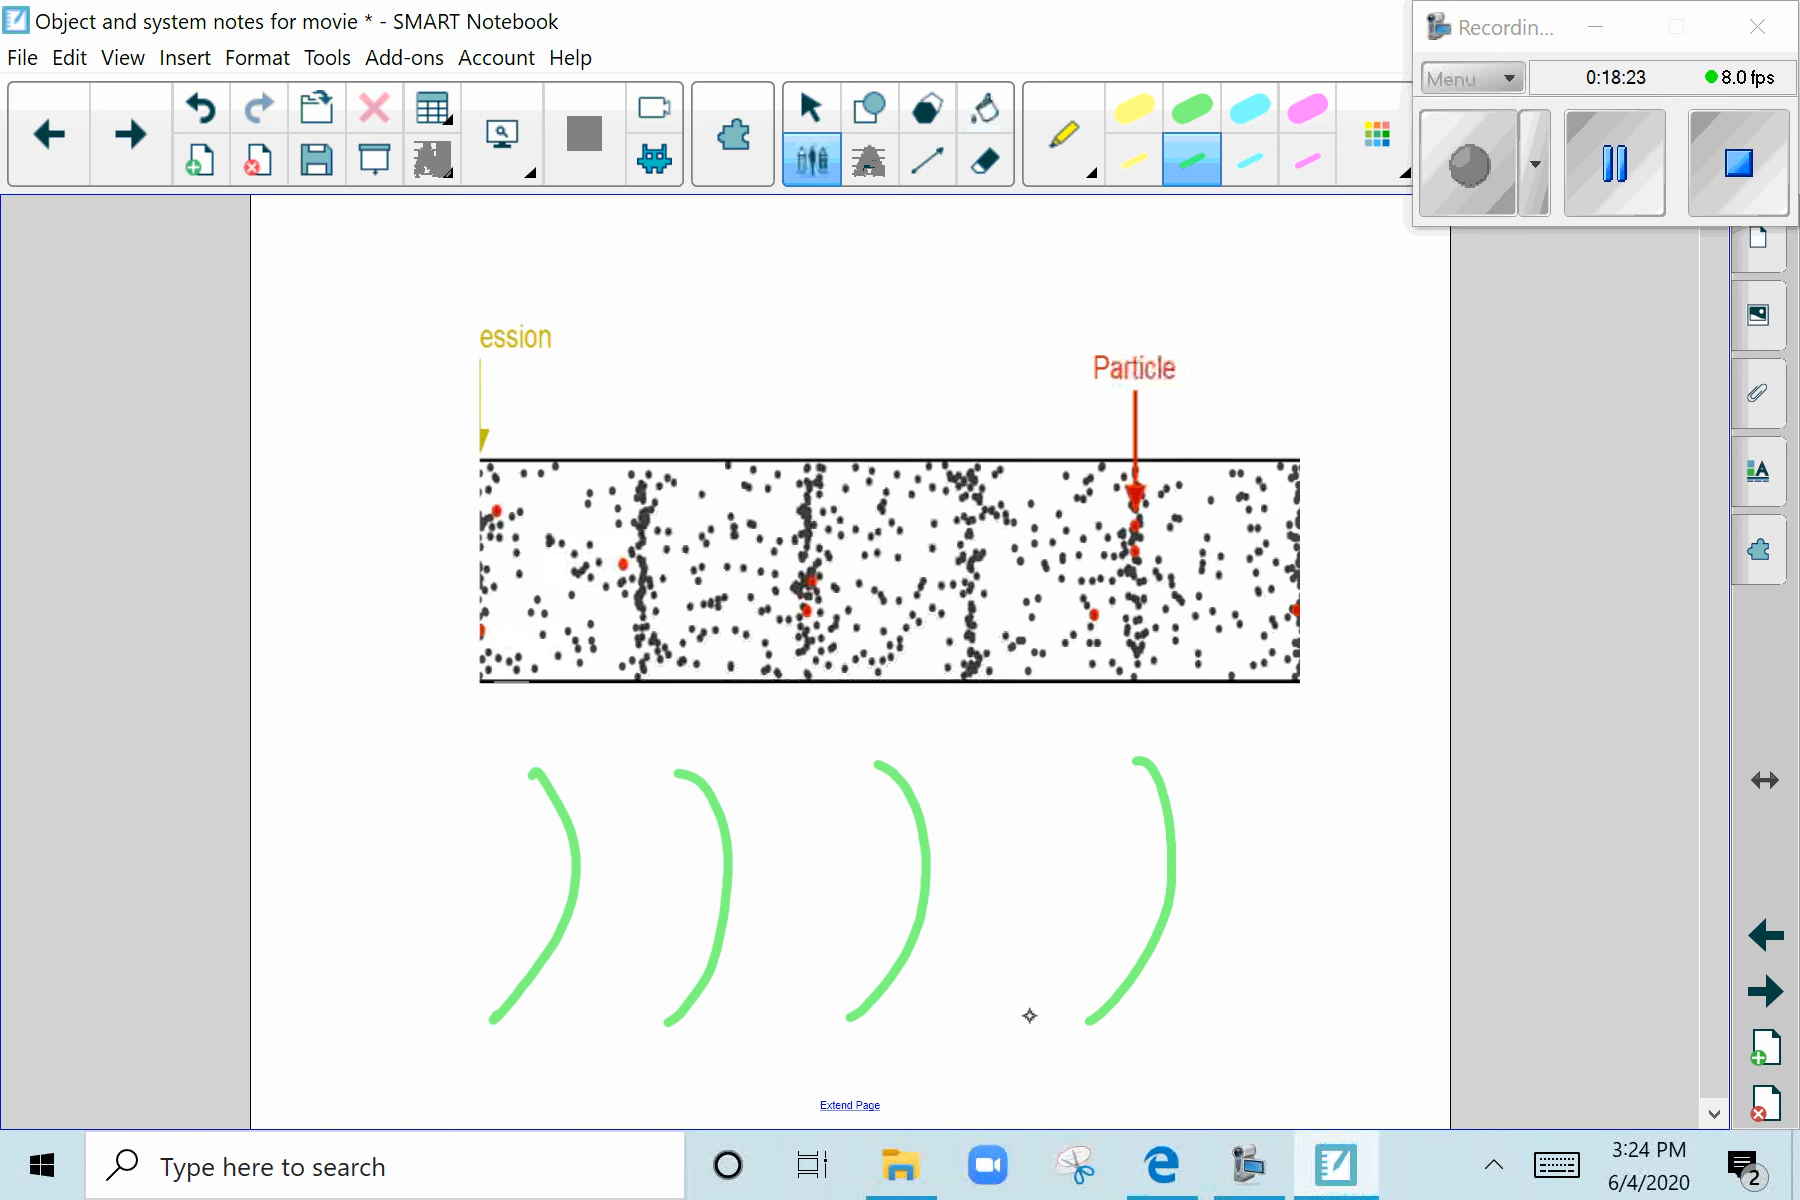 Object and system notes for movie * - SMART Notebook
File Edit View Insert Format Tools Add-ons Account Help
Recordin...
Menu
0:18:23
8.0 fps
ession
Particle
Extend Page
Type here to search
3:24 PM
6/4/2020
2